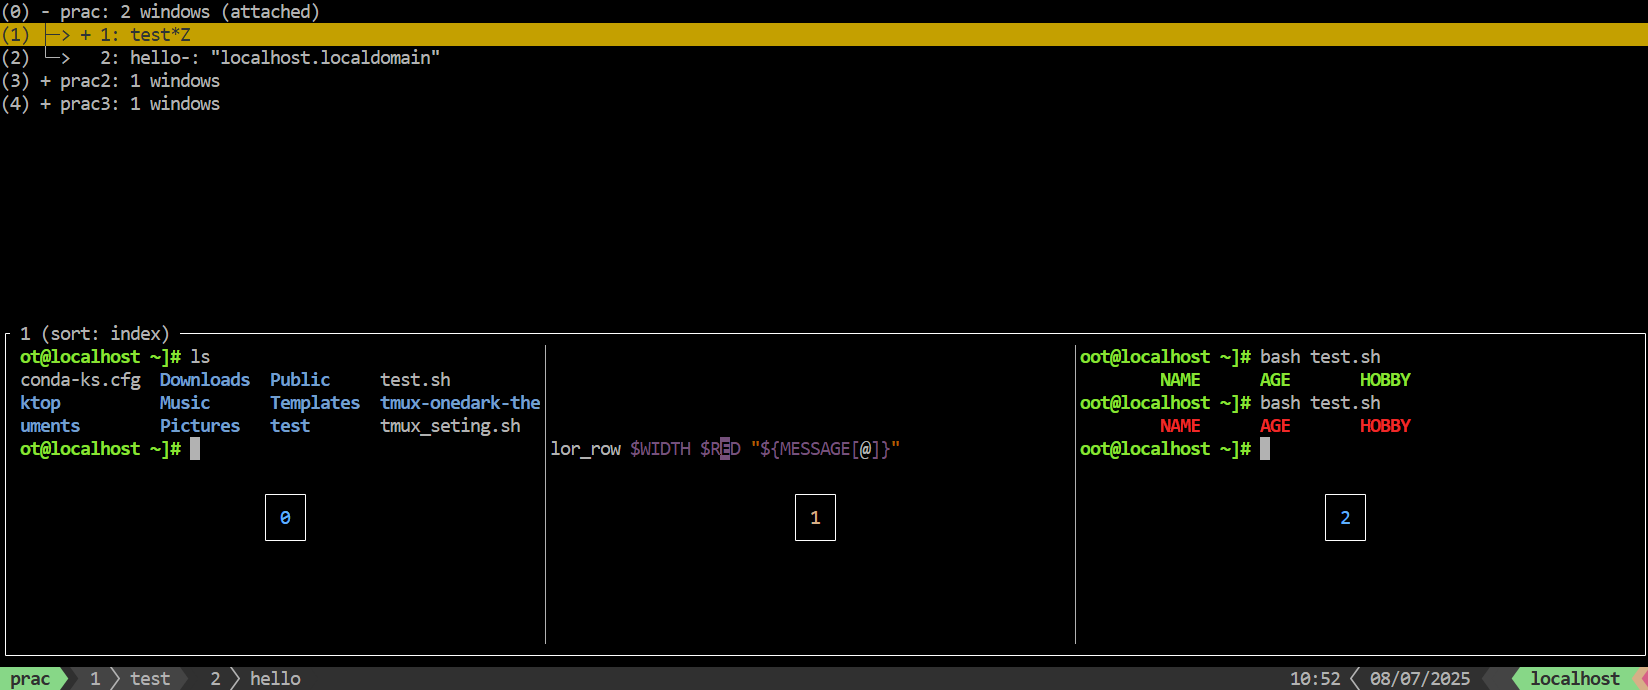 (0) - prac: 2 windows (attached)
(1) ├─> + 1: test*Z
(2) └─>   2: hello-: "localhost.localdomain"
(3) + prac2: 1 windows
(4) + prac3: 1 windows
1 (sort: index)
ot@localhost ~]# ls
conda-ks.cfg  Downloads  Public     test.sh
ktop          Music      Templates  tmux-onedark-the
uments        Pictures   test       tmux_seting.sh
ot@localhost ~]#
0
lor_row $WIDTH $RED "${MESSAGE[@]}"
1
oot@localhost ~]# bash test.sh
NAME      AGE       HOBBY
oot@localhost ~]# bash test.sh
NAME      AGE       HOBBY
oot@localhost ~]#
2
prac  1  test  2  hello  10:52  08/07/2025  localhost